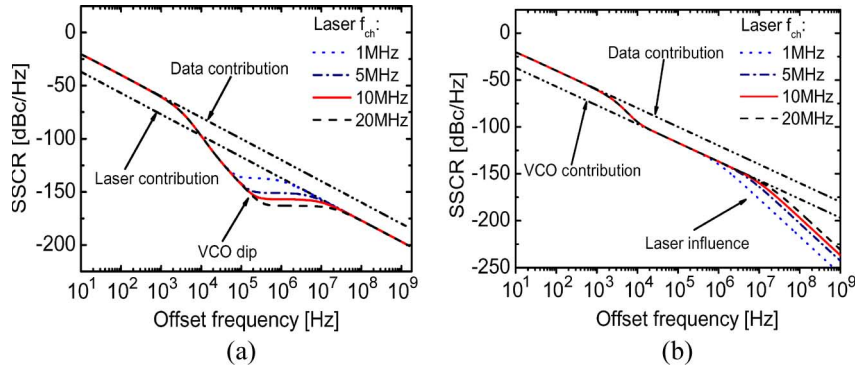 Laser f_ch:
1MHz
5MHz
10MHz
20MHz
Data contribution
Laser contribution
VCO dip
SSCR [dBc/Hz]
0
-50
-100
-150
-200
10^1 10^2 10^3 10^4 10^5 10^6 10^7 10^8 10^9
Offset frequency [Hz]
(a)
Laser f_ch:
1MHz
5MHz
10MHz
20MHz
Data contribution
VCO contribution
Laser influence
SSCR [dBc/Hz]
0
-50
-100
-150
-200
-250
10^1 10^2 10^3 10^4 10^5 10^6 10^7 10^8 10^9
Offset frequency [Hz]
(b)